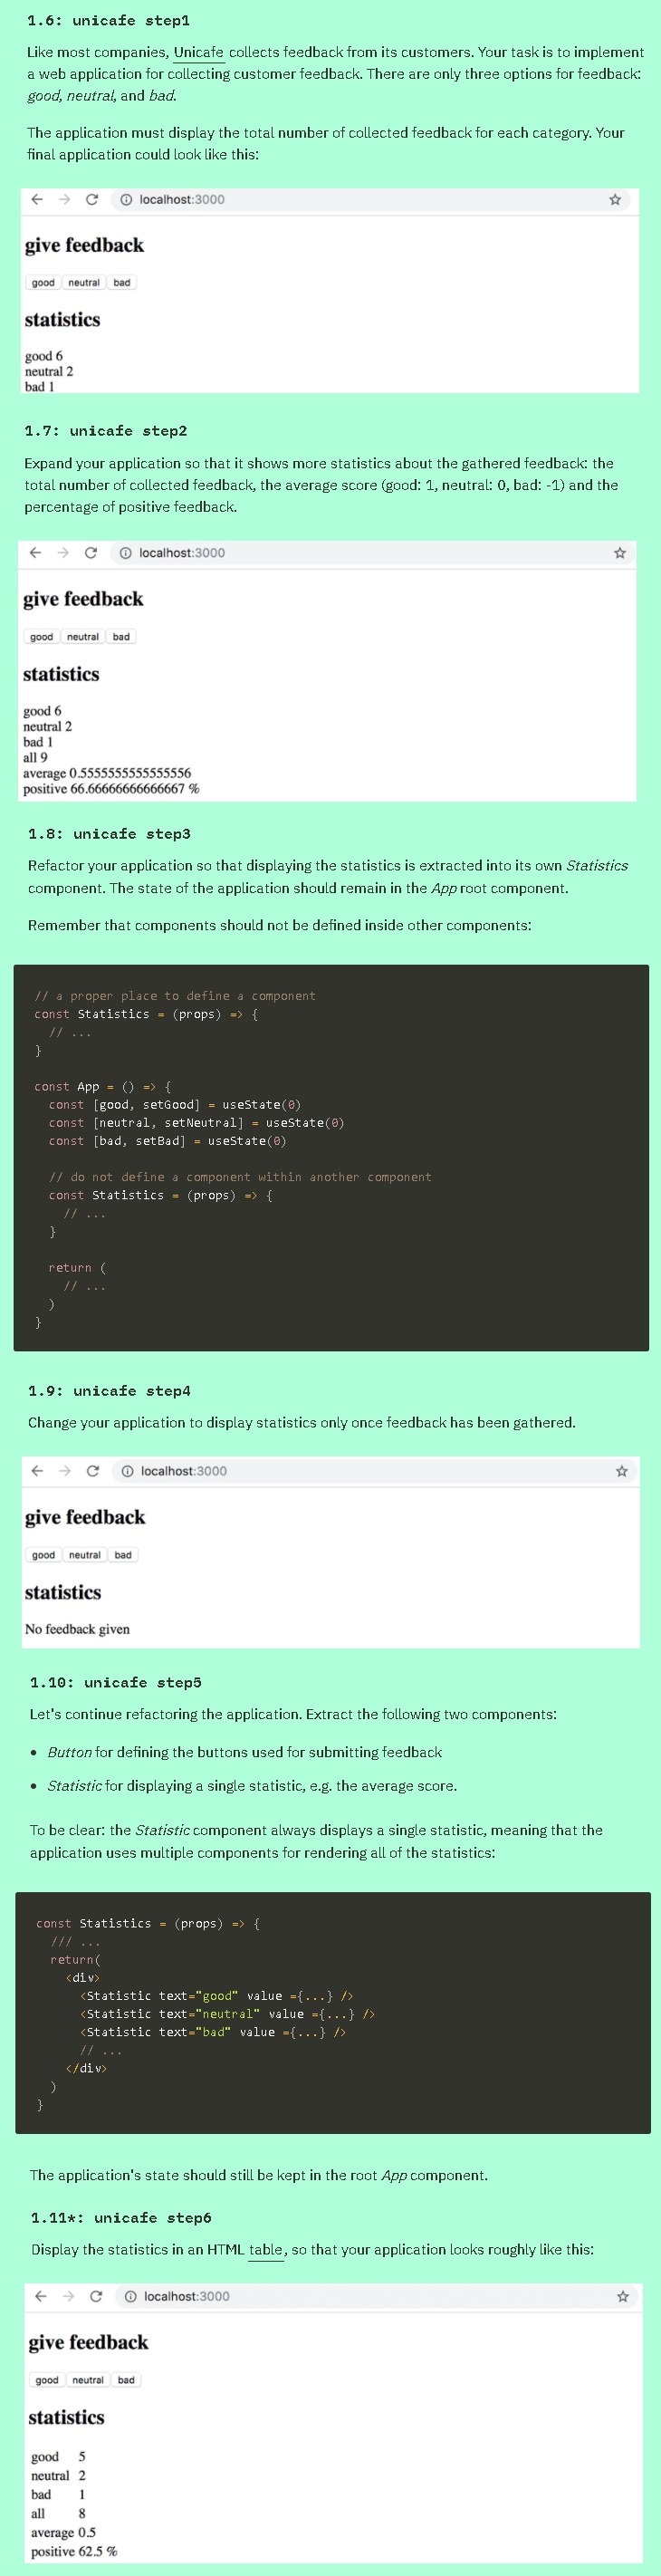 1.6: unicafe step1
Like most companies, Unicafe collects feedback from its customers. Your task is to implement
a web application for collecting customer feedback. There are only three options for feedback:
good, neutral, and bad.
The application must display the total number of collected feedback for each category. Your
final application could look like this:
localhost:3000
give feedback
good neutral bad
statistics
good 6
neutral 2
bad 1
1.7: unicafe step2
Expand your application so that it shows more statistics about the gathered feedback: the
total number of collected feedback, the average score (good: 1, neutral: 0, bad: -1) and the
percentage of positive feedback.
localhost:3000
give feedback
good neutral bad
statistics
good 6
neutral 2
bad 1
all 9
average 0.5555555555555556
positive 66.66666666666667 %
1.8: unicafe step3
Refactor your application so that displaying the statistics is extracted into its own Statistics
component. The state of the application should remain in the App root component.
Remember that components should not be defined inside other components:
// a proper place to define a component
const Statistics = (props) => {
// ...
}
const App = () => {
const [good, setGood] = useState(0)
const [neutral, setNeutral] = useState(0)
const [bad, setBad] = useState(0)
// do not define a component within another component
const Statistics = (props) => {
// ...
}
return (
// ...
)
}
1.9: unicafe step4
Change your application to display statistics only once feedback has been gathered.
localhost:3000
give feedback
good neutral bad
statistics
No feedback given
1.10: unicafe step5
Let's continue refactoring the application. Extract the following two components:
• Button for defining the buttons used for submitting feedback
• Statistic for displaying a single statistic, e.g. the average score.
To be clear: the Statistic component always displays a single statistic, meaning that the
application uses multiple components for rendering all of the statistics:
const Statistics = (props) => {
/// ...
return(
<div>
<Statistic text="good" value ={...} />
<Statistic text="neutral" value ={...} />
<Statistic text="bad" value ={...} />
// ...
</div>
)
}
The application's state should still be kept in the root App component.
1.11*: unicafe step6
Display the statistics in an HTML table, so that your application looks roughly like this:
localhost:3000
give feedback
good neutral bad
statistics
good 5
neutral 2
bad 1
all 8
average 0.5
positive 62.5 %